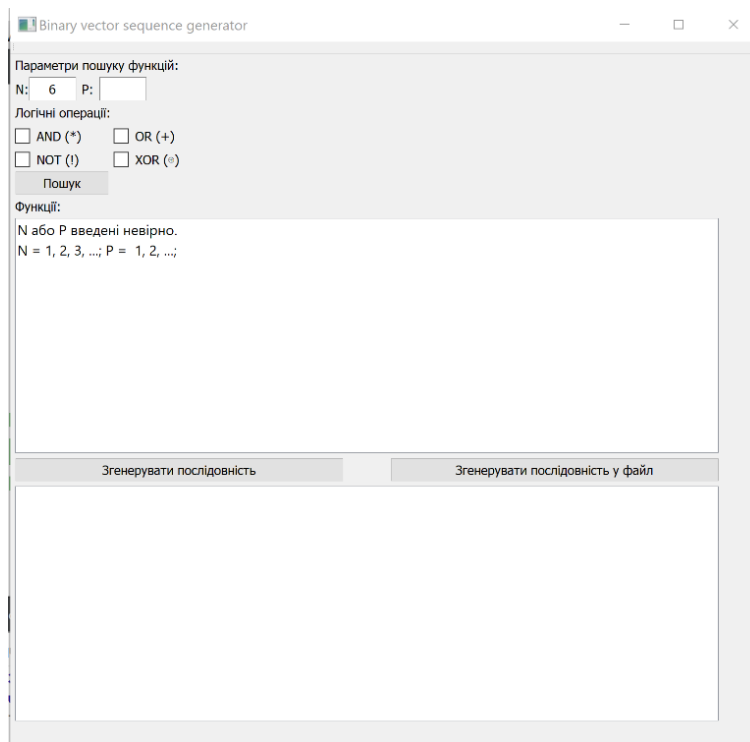 Binary vector sequence generator
Параметри пошуку функцій:
N: 6 P:
Логічні операції:
AND (*) OR (+)
NOT (!) XOR (⊕)
Пошук
Функції:
N або P введені невірно.
N = 1, 2, 3, ...; P = 1, 2, ...;
Згенерувати послідовність Згенерувати послідовність у файл